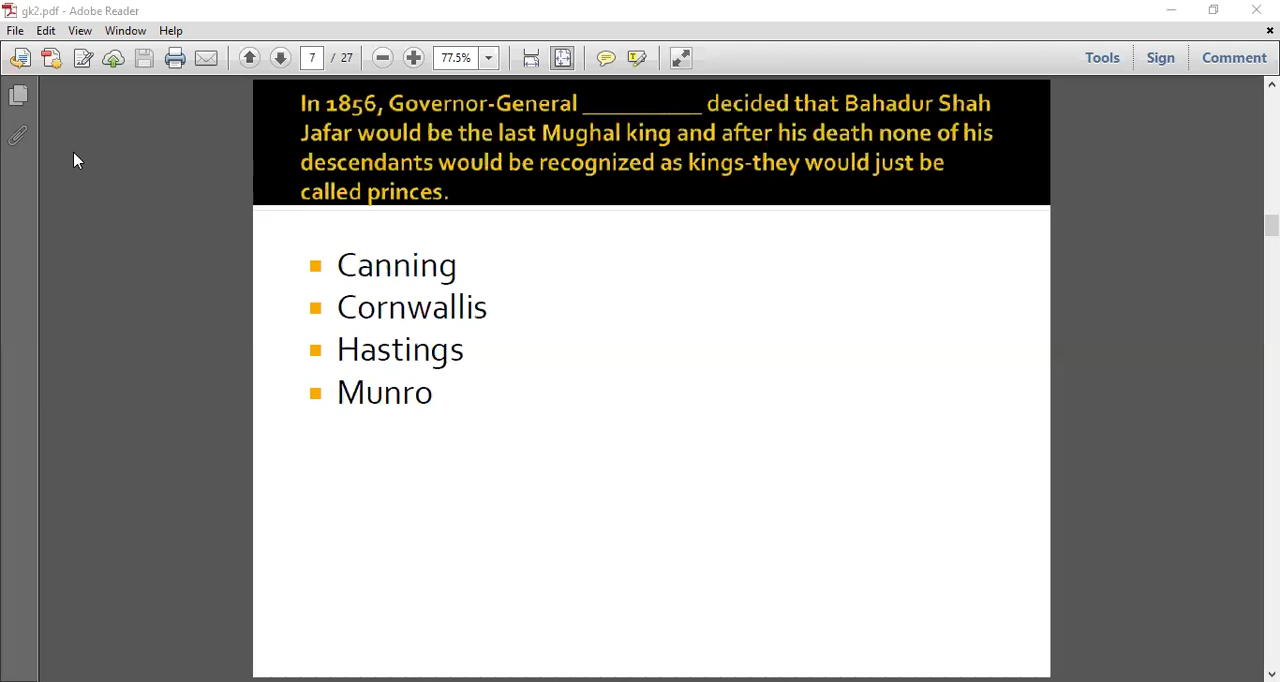 gk2.pdf - Adobe Reader
File Edit View Window Help
7 / 27 77.5% Tools Sign Comment
In 1856, Governor-General __________ decided that Bahadur Shah
Jafar would be the last Mughal king and after his death none of his
descendants would be recognized as kings-they would just be
called princes.
Canning
Cornwallis
Hastings
Munro